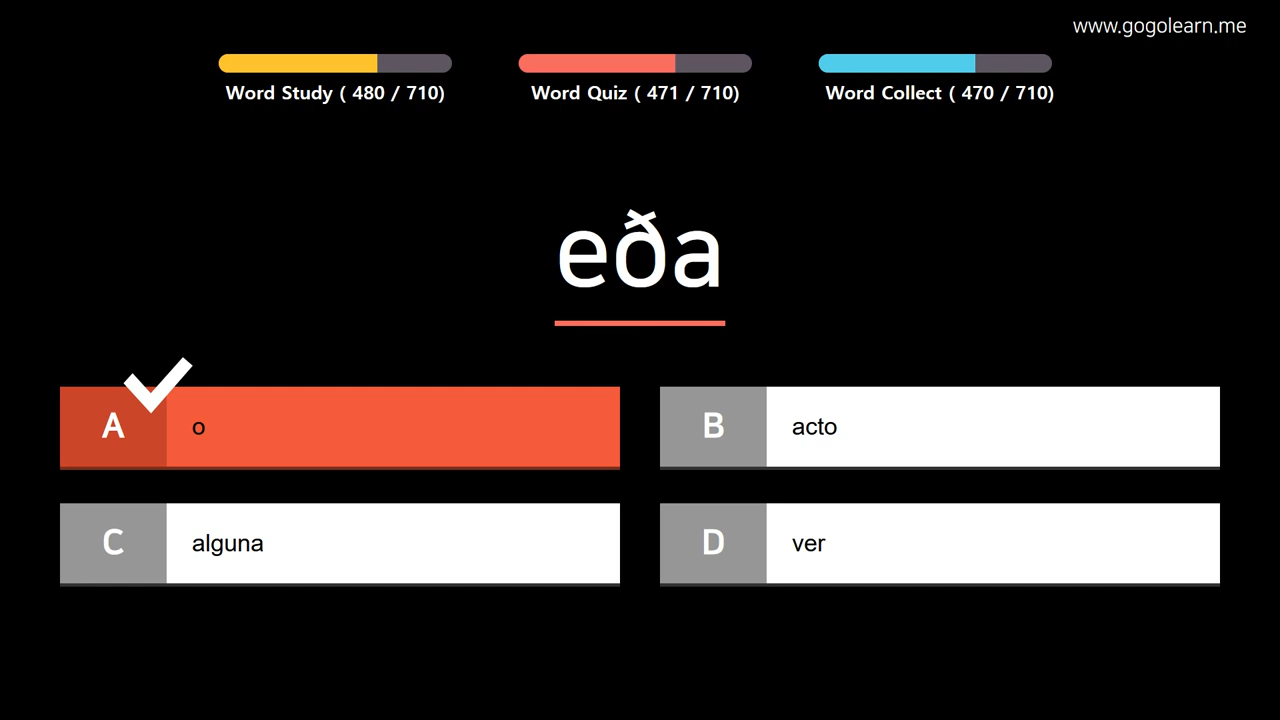 www.gogolearn.me
Word Study ( 480 / 710)
Word Quiz ( 471 / 710)
Word Collect ( 470 / 710)
eða
A o
B acto
C alguna
D ver